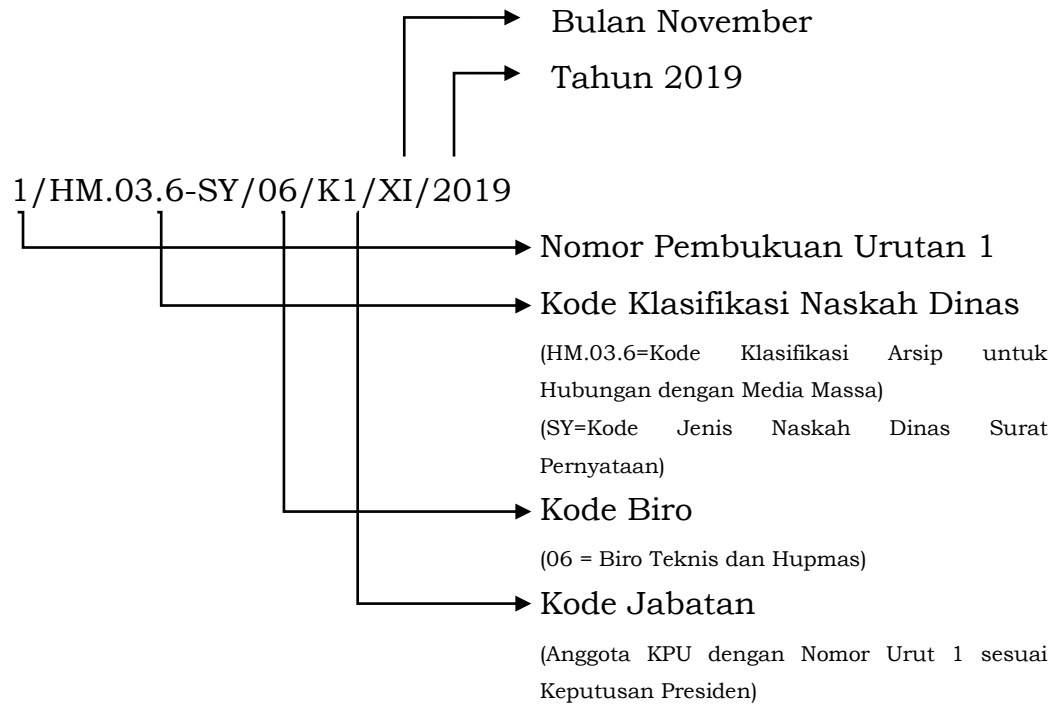 Bulan November
Tahun 2019
1/HM.03.6-SY/06/K1/XI/2019
Nomor Pembukuan Urutan 1
Kode Klasifikasi Naskah Dinas
(HM.03.6=Kode Klasifikasi Arsip untuk
Hubungan dengan Media Massa)
(SY=Kode Jenis Naskah Dinas Surat
Pernyataan)
Kode Biro
(06 = Biro Teknis dan Hupmas)
Kode Jabatan
(Anggota KPU dengan Nomor Urut 1 sesuai
Keputusan Presiden)